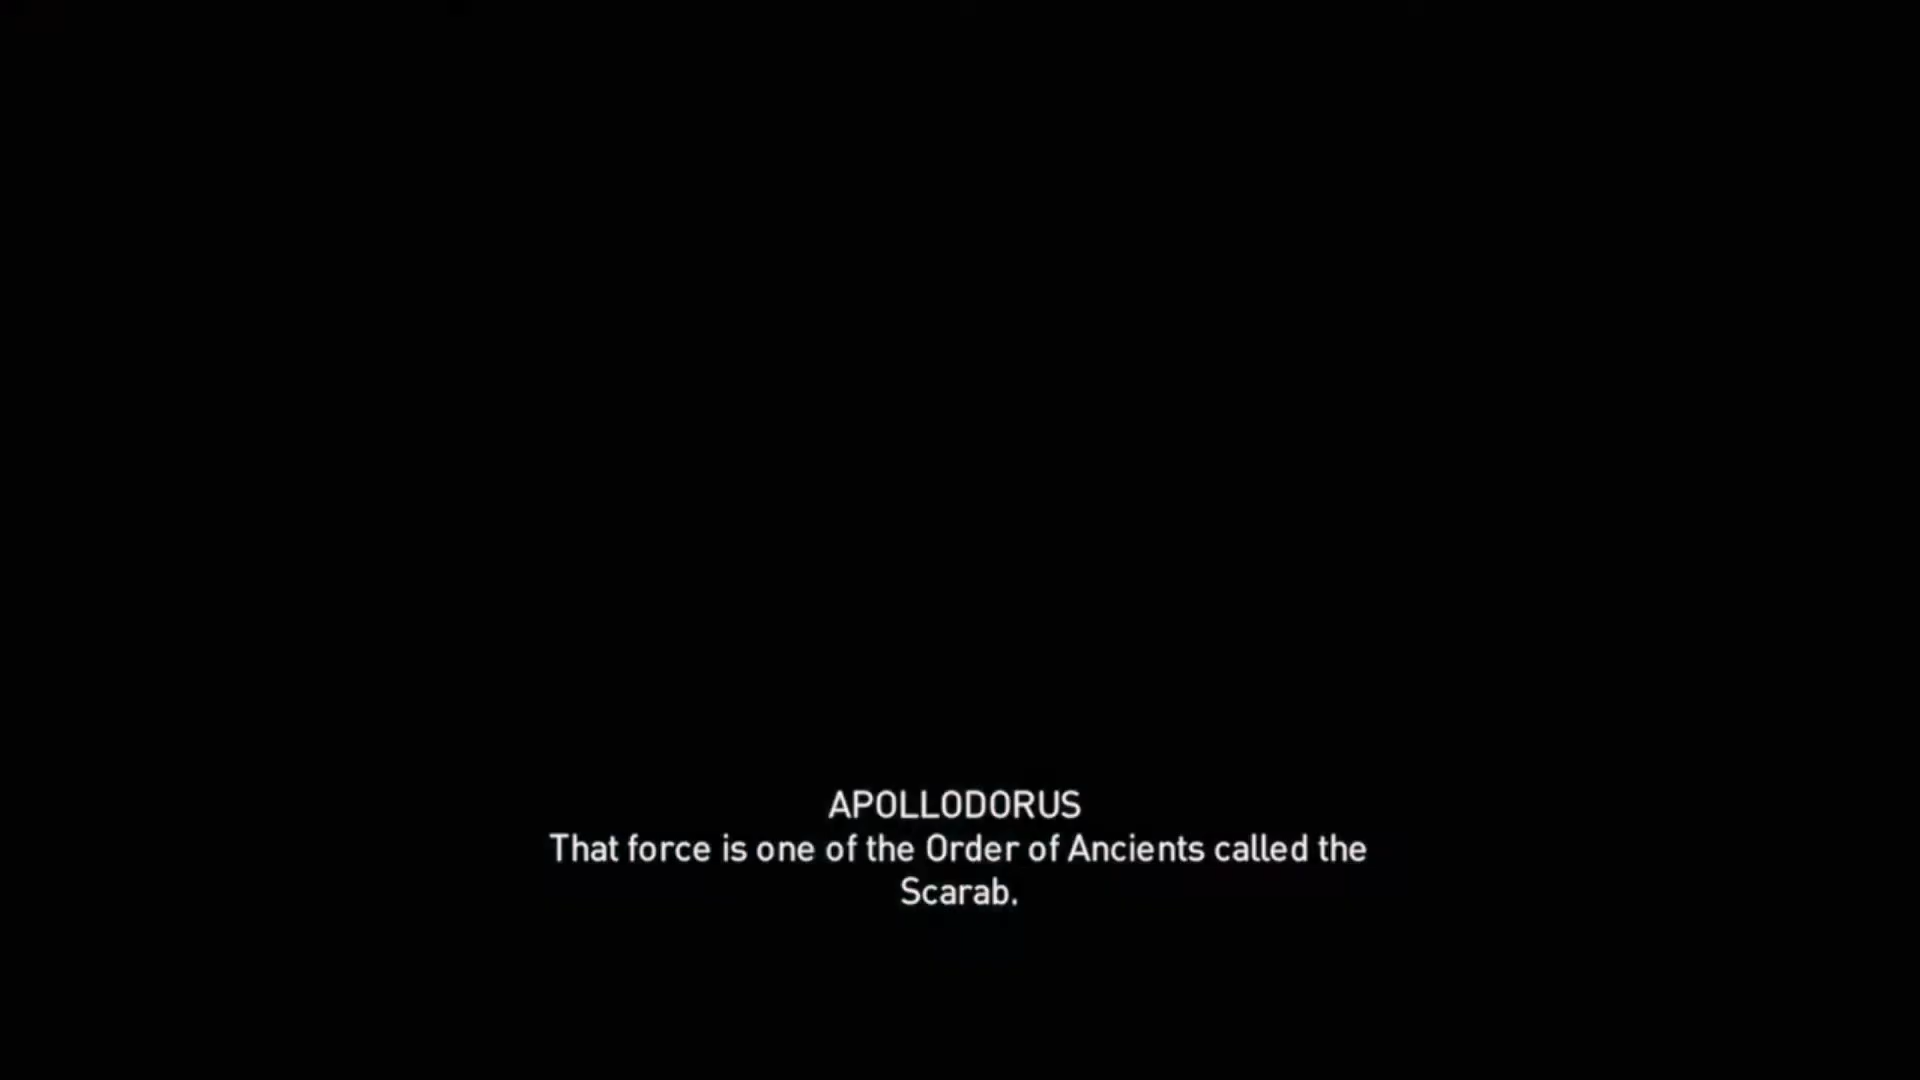 APOLLODORUS
That force is one of the Order of Ancients called the
Scarab.